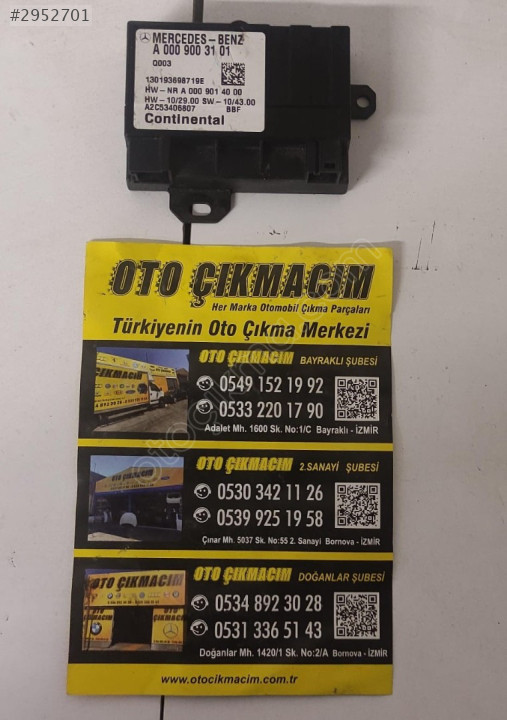 #2952701
MERCEDES-BENZ
A 000 900 31 01
Q003
130193698719E
HW-NR A 000 901 40 00
HW-10/29.00 SW-10/43.00
A2C53406807 BBF
Continental
OTO ÇIKMACIM
Her Marka Otomobil Çıkma Parçaları
Türkiyenin Oto Çıkma Merkezi
OTO ÇIKMACIM BAYRAKLI ŞUBESİ
0549 152 19 92
0533 220 17 90
Adalet Mh. 1600 Sk. No:1/C Bayraklı - İZMİR
OTO ÇIKMACIM 2.SANAYİ ŞUBESİ
0530 342 11 26
0539 925 19 58
Çınar Mh. 5037 Sk. No:55 2. Sanayi Bornova - İZMİR
OTO ÇIKMACIM
OTO ÇIKMACIM DOĞANLAR ŞUBESİ
0534 892 30 28
0531 336 51 43
Doğanlar Mh. 1420/1 Sk. No:2/A Bornova - İZMİR
www.otocikmacim.com.tr